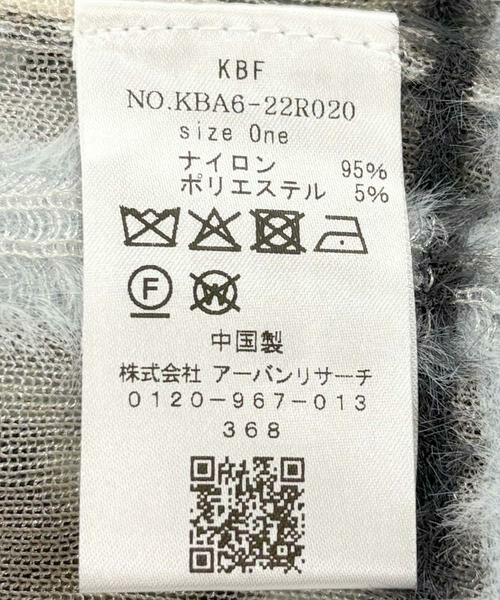 KBF
NO.KBA6-22R020
size One
ナイロン 95%
ポリエステル 5%
F W
中国製
株式会社 アーバンリサーチ
0120-967-013
368